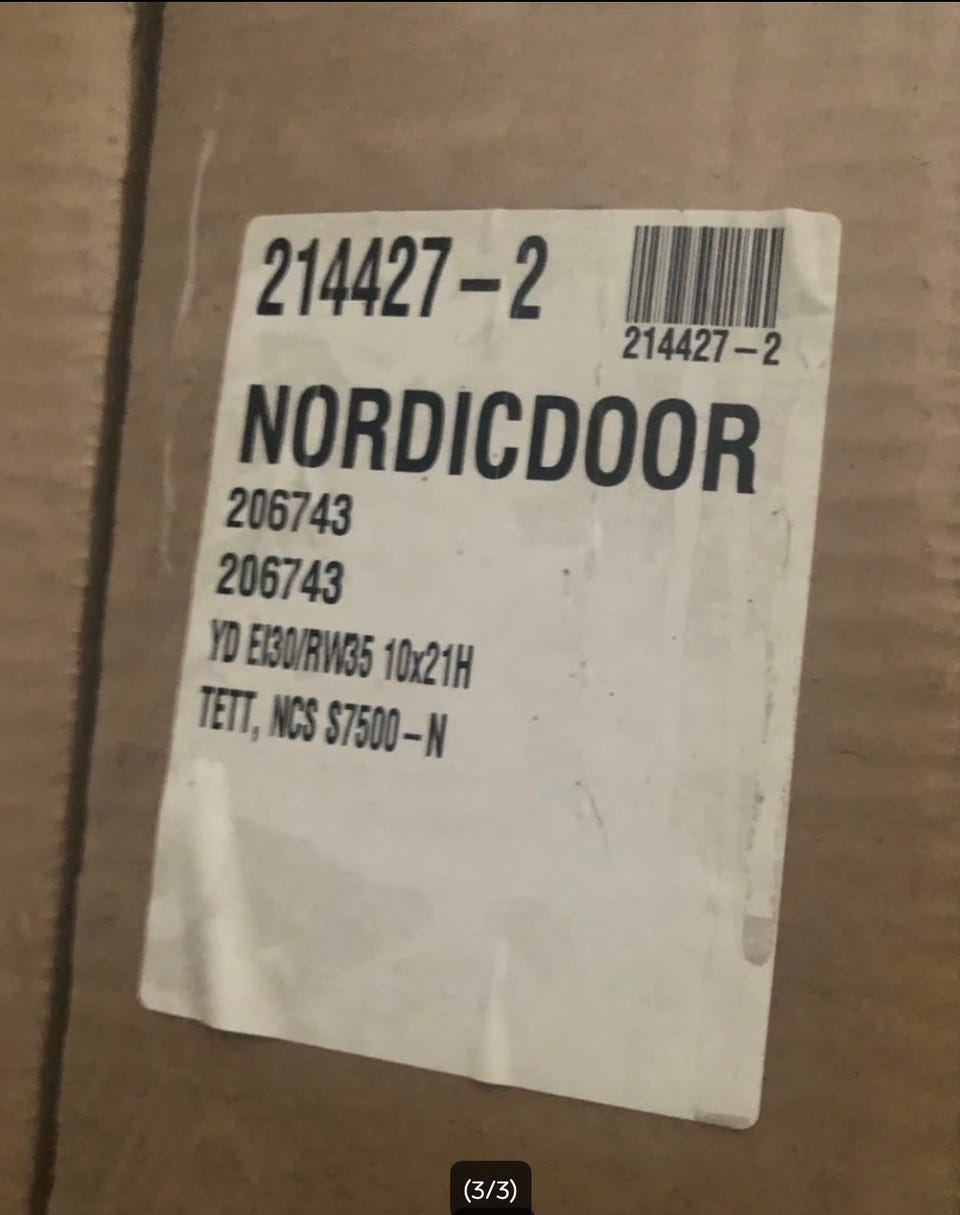 214427-2
214427-2
NORDICDOOR
206743
206743
YD EI30/RW35 10x21H
TETT, NCS S7500-N
(3/3)